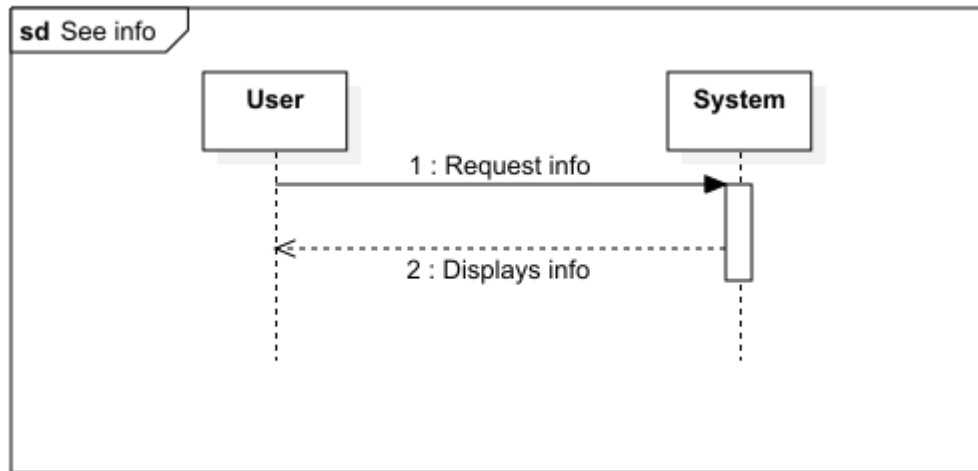 sd See info
User
System
1 : Request info
2 : Displays info